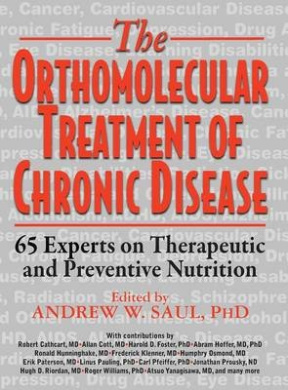 The
ORTHOMOLECULAR
TREATMENT OF
CHRONIC DISEASE
65 Experts on Therapeutic
and Preventive Nutrition
Edited by
ANDREW W. SAUL, PHD
With contributions by
Robert Cathcart, MD • Allan Cott, MD • Harold D. Foster, PhD • Abram Hoffer, MD, PhD
Ronald Hunninghake, MD • Frederick Klenner, MD • Humphry Osmond, MD
Erik Paterson, MD • Linus Pauling, PhD • Carl Pfeiffer, PhD • Jonathan Prousky, ND
Hugh D. Riordan, MD • Roger Williams, PhD • Atsuo Yanagisawa, MD, and many more